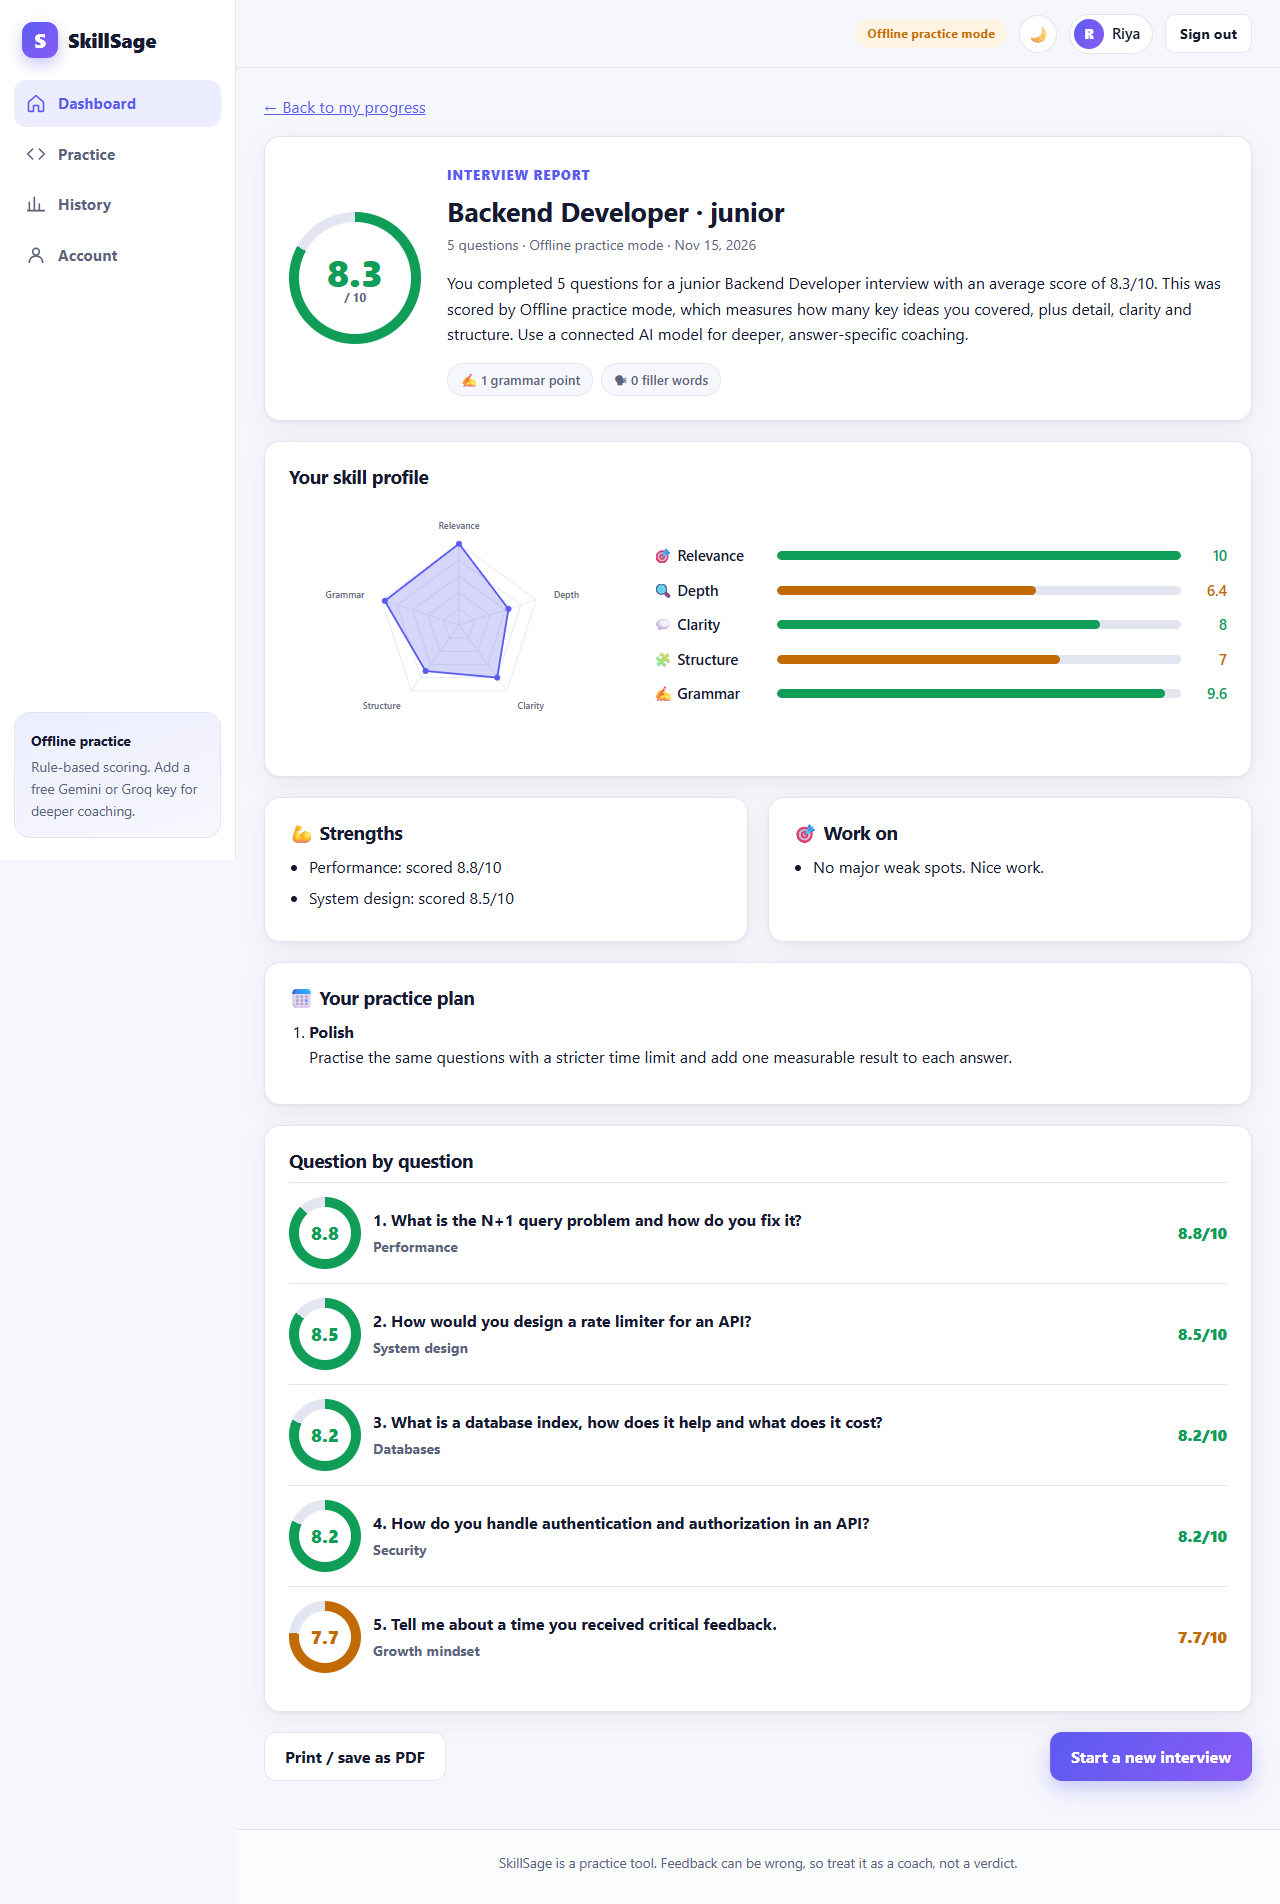 S SkillSage
Dashboard
Practice
History
Account
Offline practice
Rule-based scoring. Add a
free Gemini or Groq key for
deeper coaching.
Offline practice mode
R Riya
Sign out
← Back to my progress
8.3
/ 10
INTERVIEW REPORT
Backend Developer · junior
5 questions · Offline practice mode · Nov 15, 2026
You completed 5 questions for a junior Backend Developer interview with an average score of 8.3/10. This was
scored by Offline practice mode, which measures how many key ideas you covered, plus detail, clarity and
structure. Use a connected AI model for deeper, answer-specific coaching.
1 grammar point
0 filler words
Your skill profile
Relevance
Grammar
Depth
Structure
Clarity
Relevance 10
Depth 6.4
Clarity 8
Structure 7
Grammar 9.6
Strengths
• Performance: scored 8.8/10
• System design: scored 8.5/10
Work on
• No major weak spots. Nice work.
Your practice plan
1. Polish
Practise the same questions with a stricter time limit and add one measurable result to each answer.
Question by question
8.8
1. What is the N+1 query problem and how do you fix it?
Performance
8.8/10
8.5
2. How would you design a rate limiter for an API?
System design
8.5/10
8.2
3. What is a database index, how does it help and what does it cost?
Databases
8.2/10
8.2
4. How do you handle authentication and authorization in an API?
Security
8.2/10
7.7
5. Tell me about a time you received critical feedback.
Growth mindset
7.7/10
Print / save as PDF
Start a new interview
SkillSage is a practice tool. Feedback can be wrong, so treat it as a coach, not a verdict.